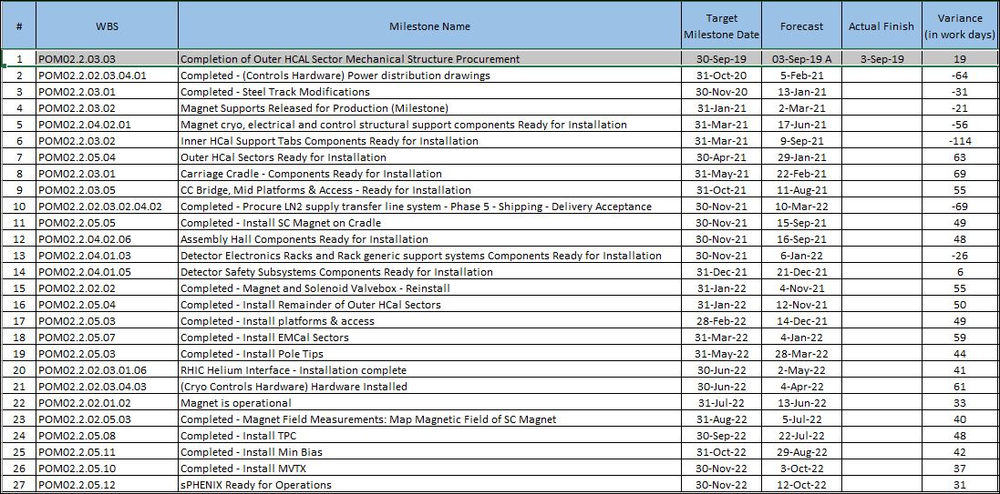 # WBS Milestone Name Target Milestone Date Forecast Actual Finish Variance (in work days)
1 POM02.2.03.03 Completion of Outer HCAL Sector Mechanical Structure Procurement 30-Sep-19 03-Sep-19 A 3-Sep-19 19
2 POM02.2.02.03.04.01 Completed - (Controls Hardware) Power distribution drawings 31-Oct-20 5-Feb-21 -64
3 POM02.2.03.01 Completed - Steel Track Modifications 30-Nov-20 13-Jan-21 -31
4 POM02.2.03.02 Magnet Supports Released for Production (Milestone) 31-Jan-21 2-Mar-21 -21
5 POM02.2.04.02.01 Magnet cryo, electrical and control structural support components Ready for Installation 31-Mar-21 17-Jun-21 -56
6 POM02.2.03.02 Inner HCal Support Tabs Components Ready for Installation 31-Mar-21 9-Sep-21 -114
7 POM02.2.05.04 Outer HCal Sectors Ready for Installation 30-Apr-21 29-Jan-21 63
8 POM02.2.03.01 Carriage Cradle - Components Ready for Installation 31-May-21 22-Feb-21 69
9 POM02.2.03.05 CC Bridge, Mid Platforms & Access - Ready for Installation 31-Oct-21 11-Aug-21 55
10 POM02.2.02.03.02.04.02 Completed - Procure LN2 supply transfer line system - Phase 5 - Shipping - Delivery Acceptance 30-Nov-21 10-Mar-22 -69
11 POM02.2.05.05 Completed - Install SC Magnet on Cradle 30-Nov-21 15-Sep-21 49
12 POM02.2.04.02.06 Assembly Hall Components Ready for Installation 30-Nov-21 16-Sep-21 48
13 POM02.2.04.01.03 Detector Electronics Racks and Rack generic support systems Components Ready for Installation 30-Nov-21 6-Jan-22 -26
14 POM02.2.04.01.05 Detector Safety Subsystems Components Ready for Installation 31-Dec-21 21-Dec-21 6
15 POM02.2.02.02 Completed - Magnet and Solenoid Valvebox - Reinstall 31-Jan-22 4-Nov-21 55
16 POM02.2.05.04 Completed - Install Remainder of Outer HCal Sectors 31-Jan-22 12-Nov-21 50
17 POM02.2.05.03 Completed - Install platforms & access 28-Feb-22 14-Dec-21 49
18 POM02.2.05.07 Completed - Install EMCal Sectors 31-Mar-22 4-Jan-22 59
19 POM02.2.05.03 Completed - Install Pole Tips 31-May-22 28-Mar-22 44
20 POM02.2.02.03.01.06 RHIC Helium Interface - Installation complete 30-Jun-22 2-May-22 41
21 POM02.2.02.03.04.03 (Cryo Controls Hardware) Hardware Installed 30-Jun-22 4-Apr-22 61
22 POM02.2.02.01.02 Magnet is operational 31-Jul-22 13-Jun-22 33
23 POM02.2.02.05.03 Completed - Magnet Field Measurements: Map Magnetic Field of SC Magnet 31-Aug-22 5-Jul-22 40
24 POM02.2.05.08 Completed - Install TPC 30-Sep-22 22-Jul-22 48
25 POM02.2.05.11 Completed - Install Min Bias 31-Oct-22 29-Aug-22 42
26 POM02.2.05.10 Completed - Install MVTX 30-Nov-22 3-Oct-22 37
27 POM02.2.05.12 sPHENIX Ready for Operations 30-Nov-22 12-Oct-22 31